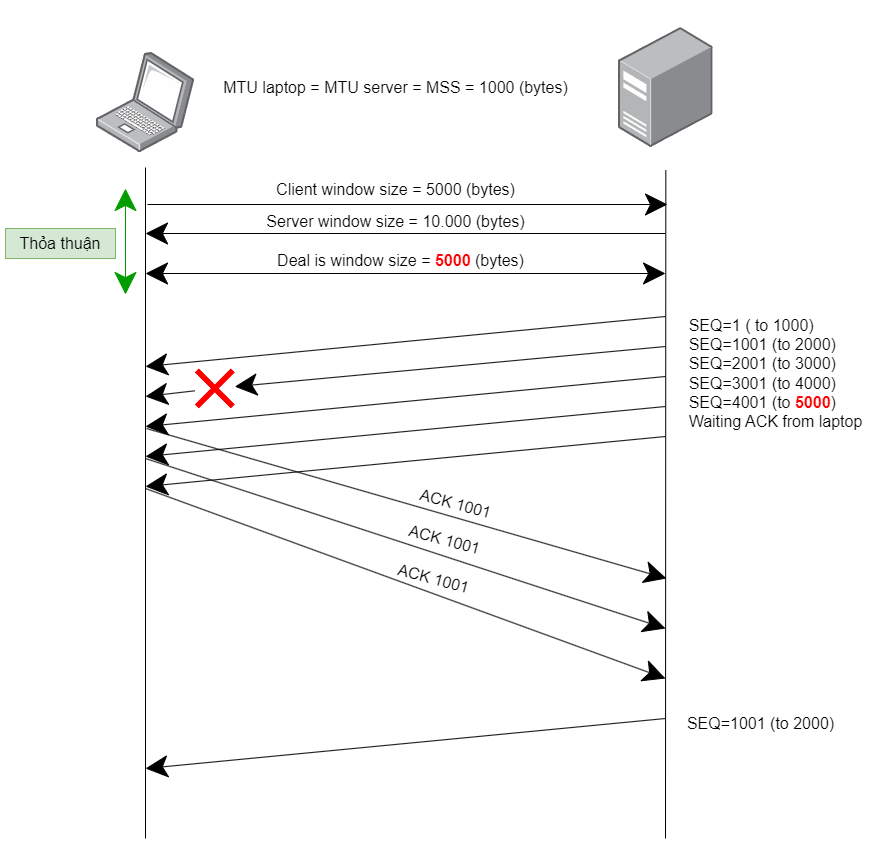 MTU laptop = MTU server = MSS = 1000 (bytes)
Client window size = 5000 (bytes)
Server window size = 10.000 (bytes)
Thỏa thuận
Deal is window size = 5000 (bytes)
SEQ=1 ( to 1000)
SEQ=1001 (to 2000)
SEQ=2001 (to 3000)
SEQ=3001 (to 4000)
SEQ=4001 (to 5000)
Waiting ACK from laptop
ACK 1001
ACK 1001
ACK 1001
SEQ=1001 (to 2000)